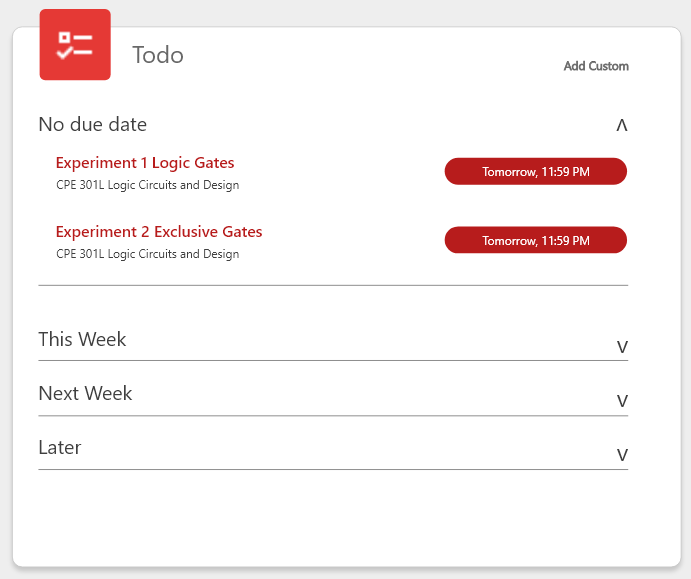 Todo
Add Custom
No due date
Experiment 1 Logic Gates
CPE 301L Logic Circuits and Design
Tomorrow, 11:59 PM
Experiment 2 Exclusive Gates
CPE 301L Logic Circuits and Design
Tomorrow, 11:59 PM
This Week
Next Week
Later